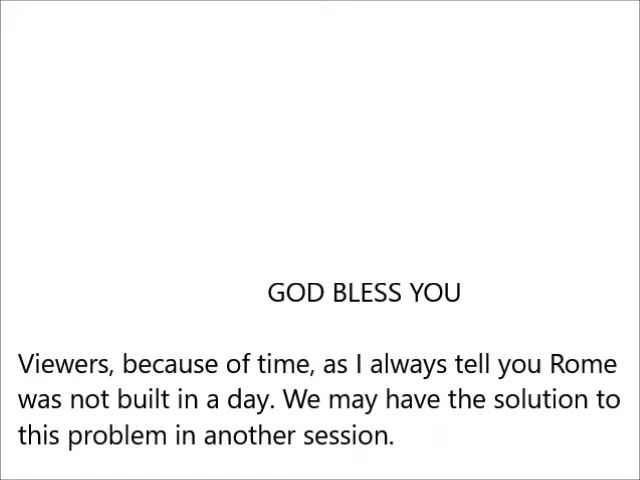 GOD BLESS YOU
Viewers, because of time, as I always tell you Rome
was not built in a day. We may have the solution to
this problem in another session.